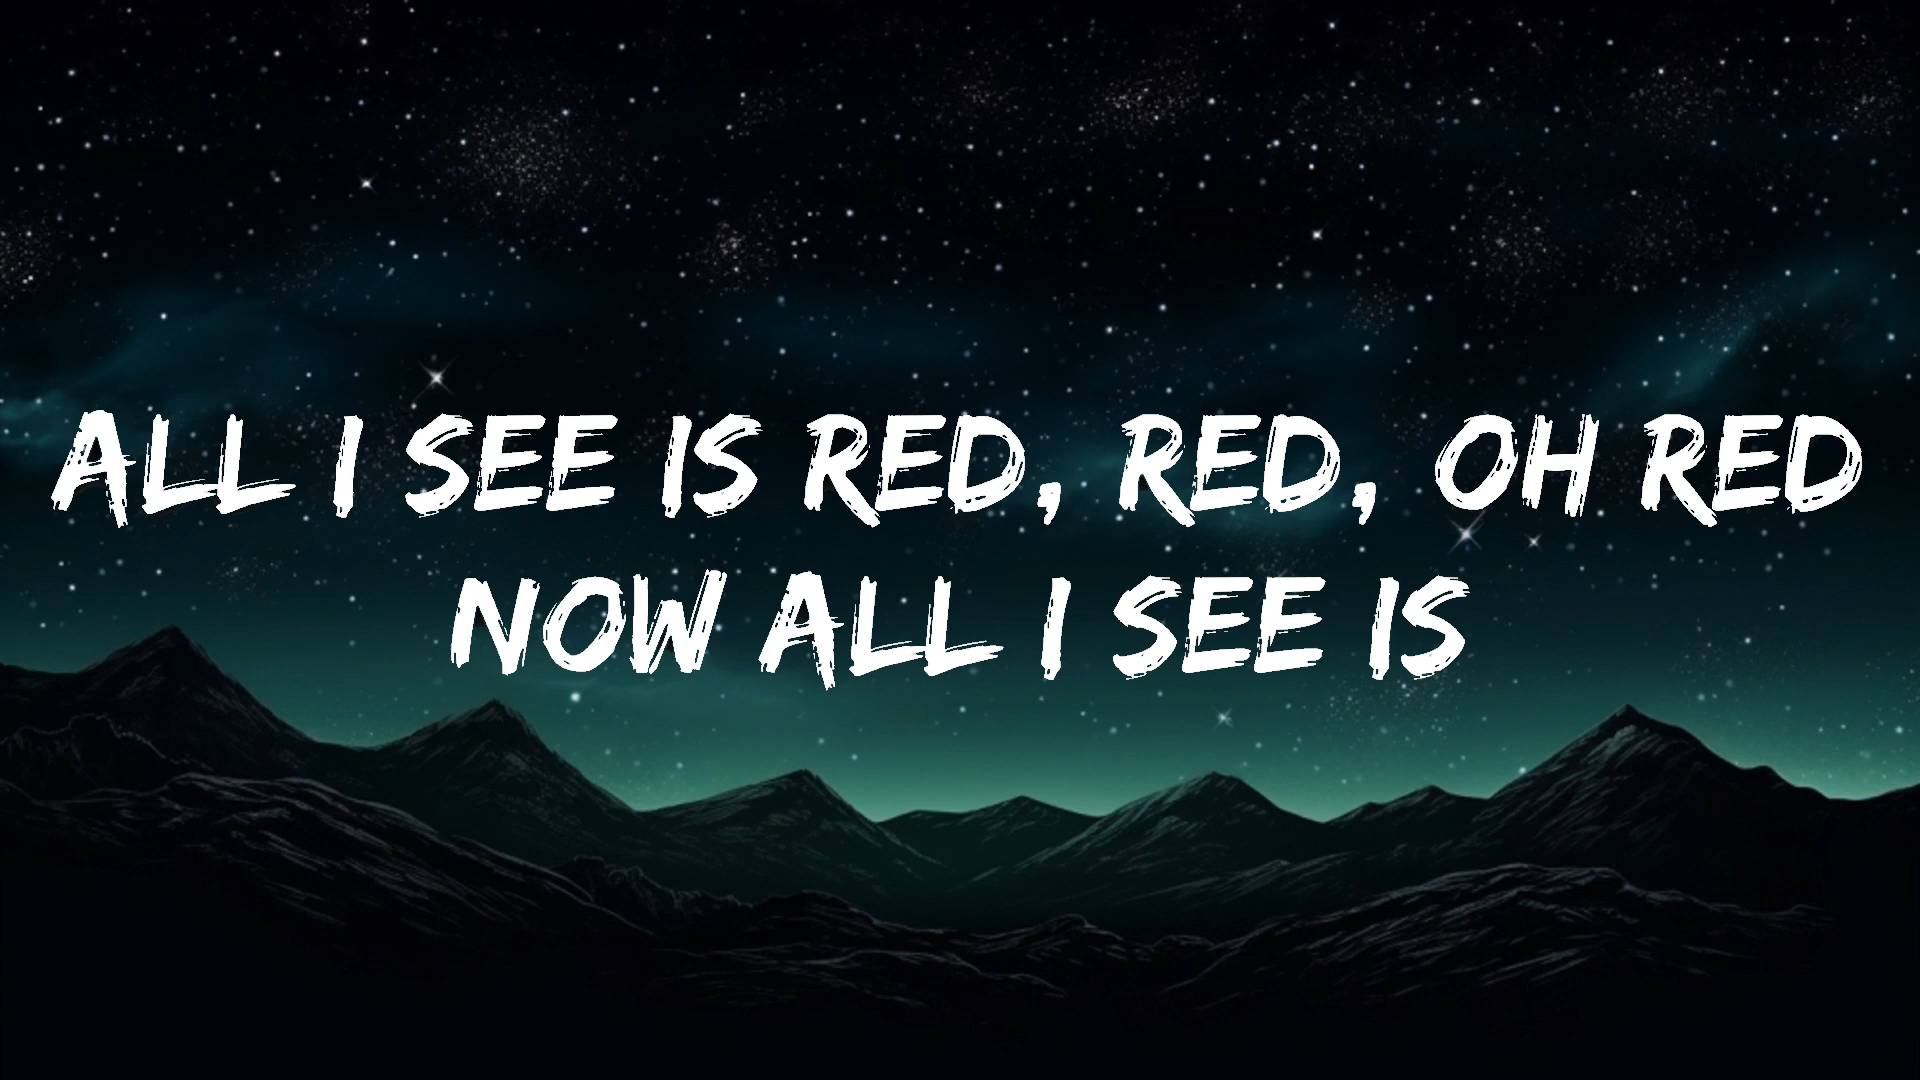 ALL I SEE IS RED, RED, OH RED
NOW ALL I SEE IS